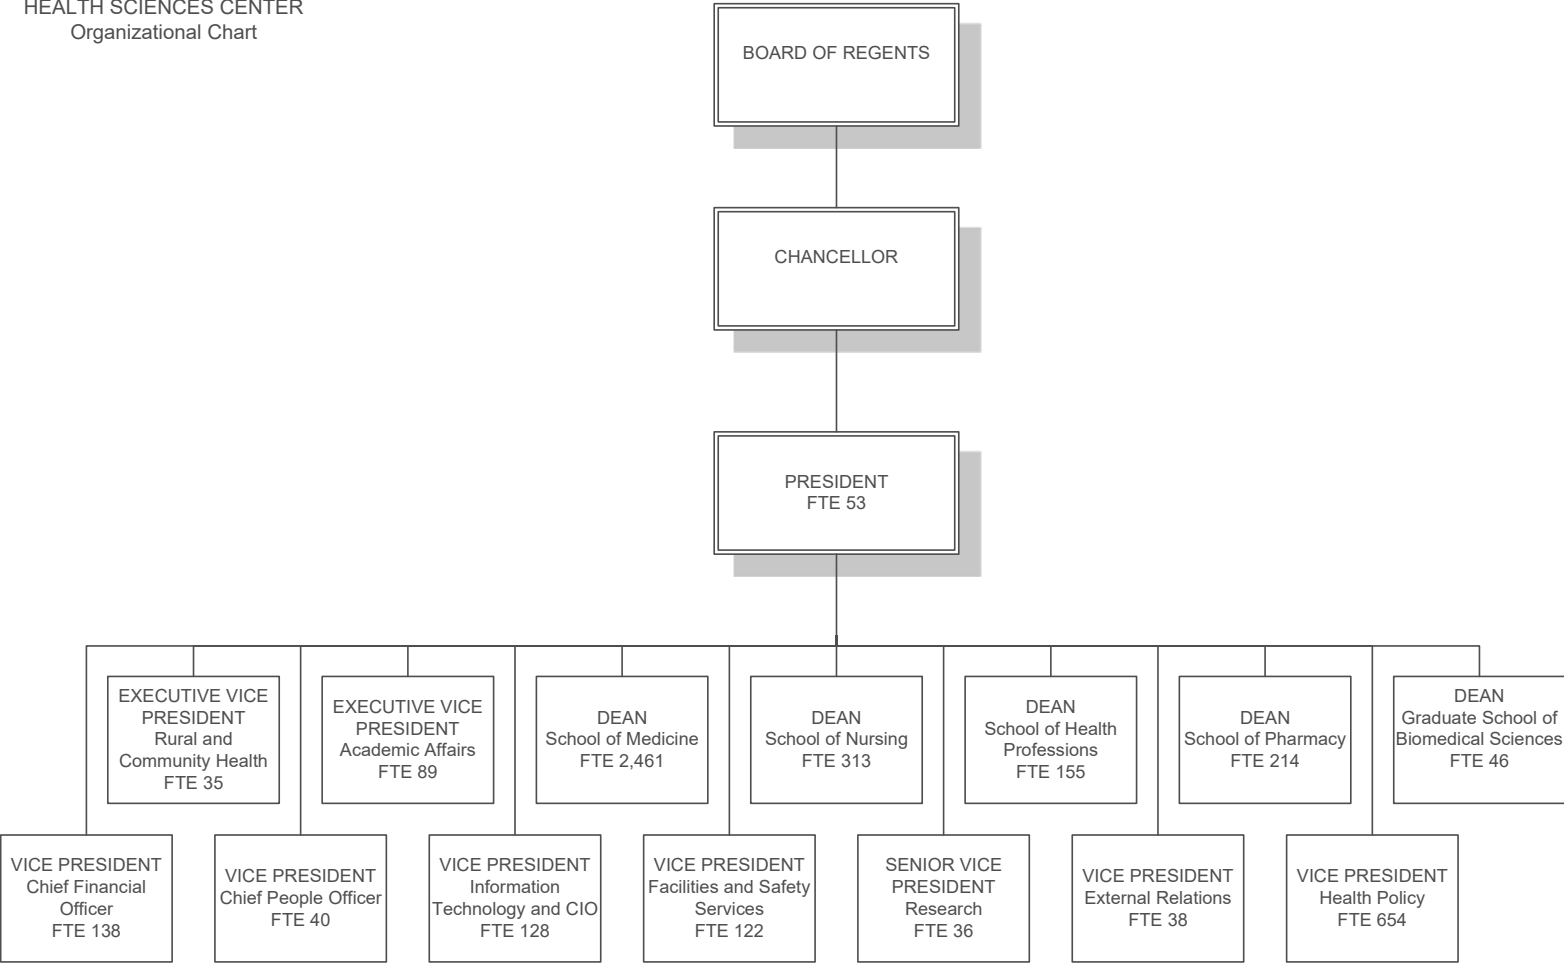 HEALTH SCIENCES CENTER
Organizational Chart
BOARD OF REGENTS
CHANCELLOR
PRESIDENT
FTE 53
EXECUTIVE VICE
PRESIDENT
Rural and
Community Health
FTE 35
EXECUTIVE VICE
PRESIDENT
Academic Affairs
FTE 89
DEAN
School of Medicine
FTE 2,461
DEAN
School of Nursing
FTE 313
DEAN
School of Health
Professions
FTE 155
DEAN
School of Pharmacy
FTE 214
DEAN
Graduate School of
Biomedical Sciences
FTE 46
VICE PRESIDENT
Chief Financial
Officer
FTE 138
VICE PRESIDENT
Chief People Officer
FTE 40
VICE PRESIDENT
Information
Technology and CIO
FTE 128
VICE PRESIDENT
Facilities and Safety
Services
FTE 122
SENIOR VICE
PRESIDENT
Research
FTE 36
VICE PRESIDENT
External Relations
FTE 38
VICE PRESIDENT
Health Policy
FTE 654